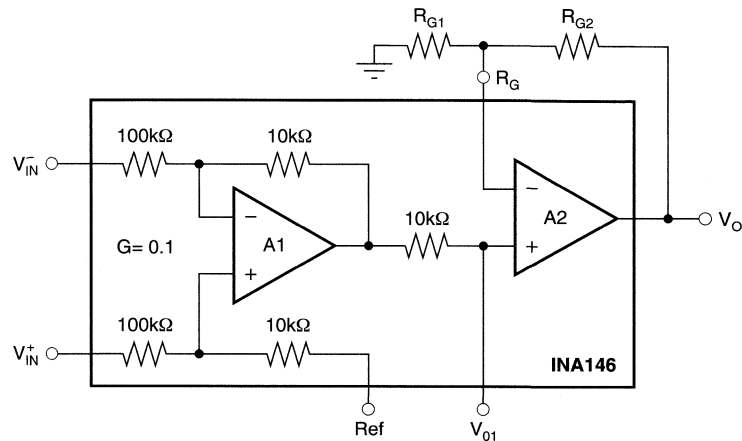 R_G1
R_G2
R_G
100kΩ
10kΩ
V_IN^-
−
A1
+
G= 0.1
10kΩ
−
A2
+
V_O
100kΩ
10kΩ
V_IN^+
INA146
Ref
V_01